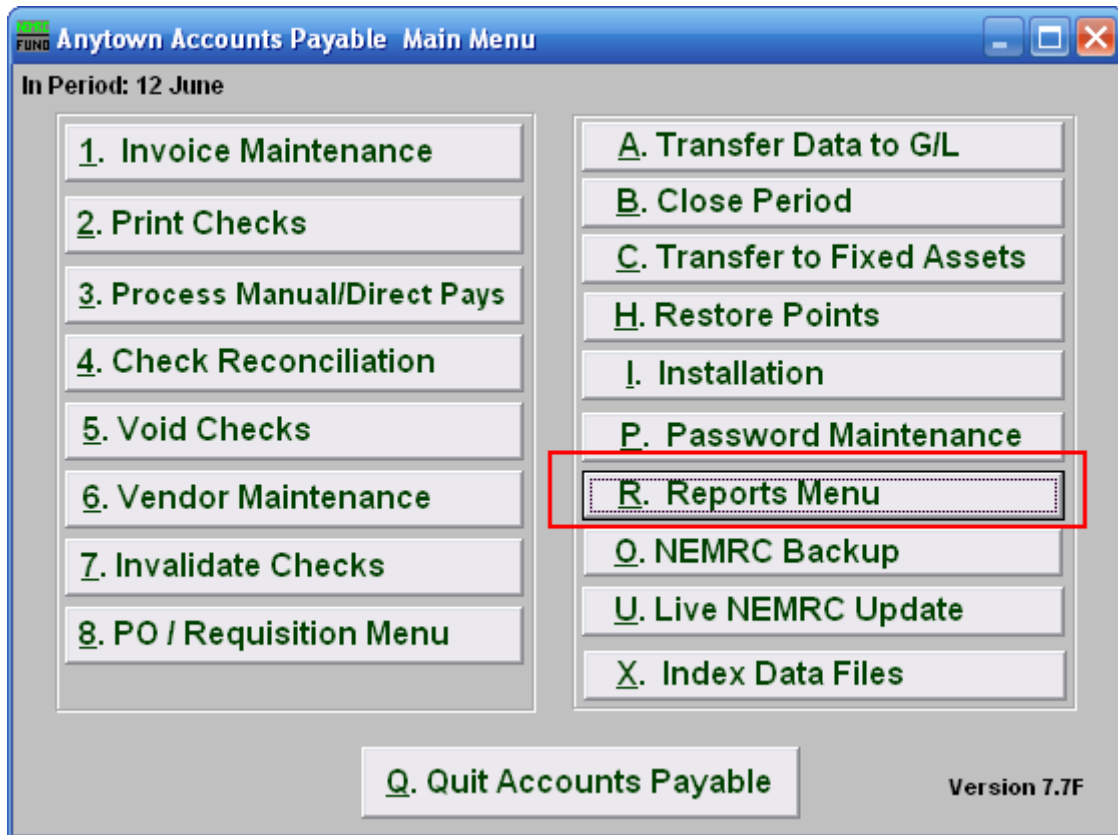 NEMRC
FUND Anytown Accounts Payable Main Menu
In Period: 12 June
1. Invoice Maintenance
2. Print Checks
3. Process Manual/Direct Pays
4. Check Reconciliation
5. Void Checks
6. Vendor Maintenance
7. Invalidate Checks
8. PO / Requisition Menu
A. Transfer Data to G/L
B. Close Period
C. Transfer to Fixed Assets
H. Restore Points
I. Installation
P. Password Maintenance
R. Reports Menu
O. NEMRC Backup
U. Live NEMRC Update
X. Index Data Files
Q. Quit Accounts Payable
Version 7.7F